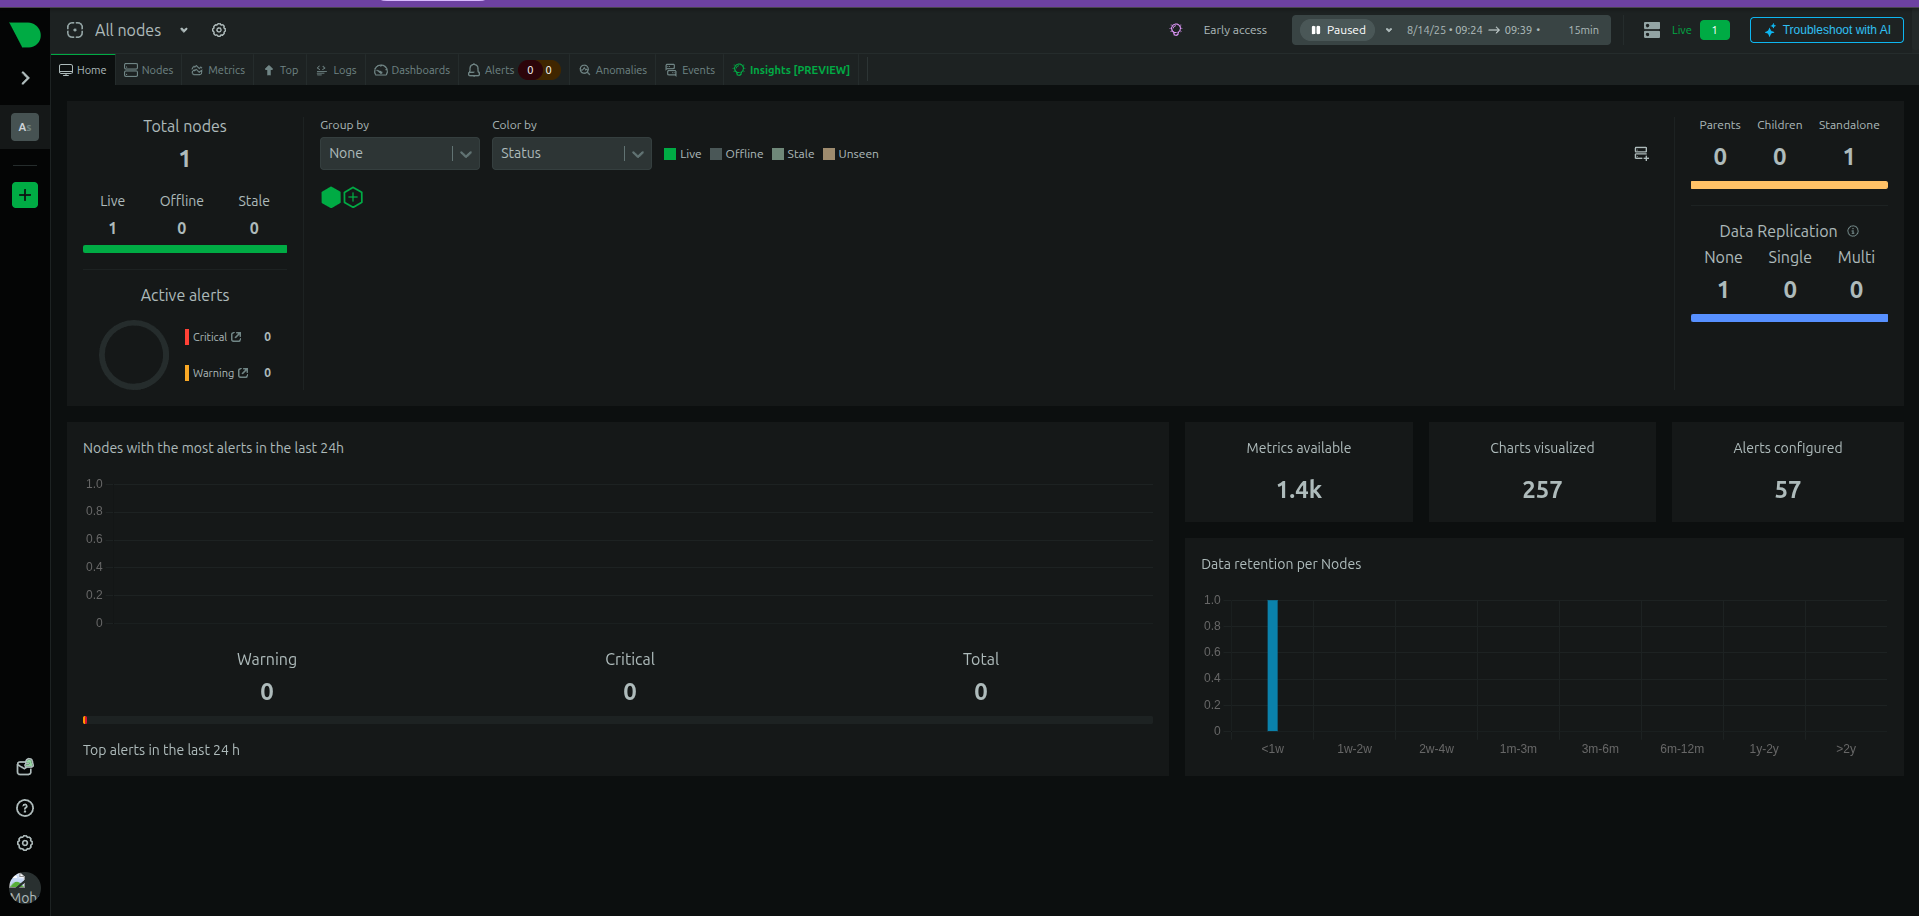 All nodes
Early access
Paused
8/14/25 • 09:24 → 09:39 •
15min
Live
1
Troubleshoot with AI
Home
Nodes
Metrics
Top
Logs
Dashboards
Alerts
0
0
Anomalies
Events
Insights [PREVIEW]
As
Total nodes
1
Live
Offline
Stale
1
0
0
Active alerts
Critical
0
Warning
0
Group by
None
Color by
Status
Live
Offline
Stale
Unseen
Parents
Children
Standalone
0
0
1
Data Replication
None
Single
Multi
1
0
0
Nodes with the most alerts in the last 24h
1.0
0.8
0.6
0.4
0.2
0
Warning
Critical
Total
0
0
0
Top alerts in the last 24 h
Metrics available
1.4k
Charts visualized
257
Alerts configured
57
Data retention per Nodes
1.0
0.8
0.6
0.4
0.2
0
<1w
1w-2w
2w-4w
1m-3m
3m-6m
6m-12m
1y-2y
>2y
Moh